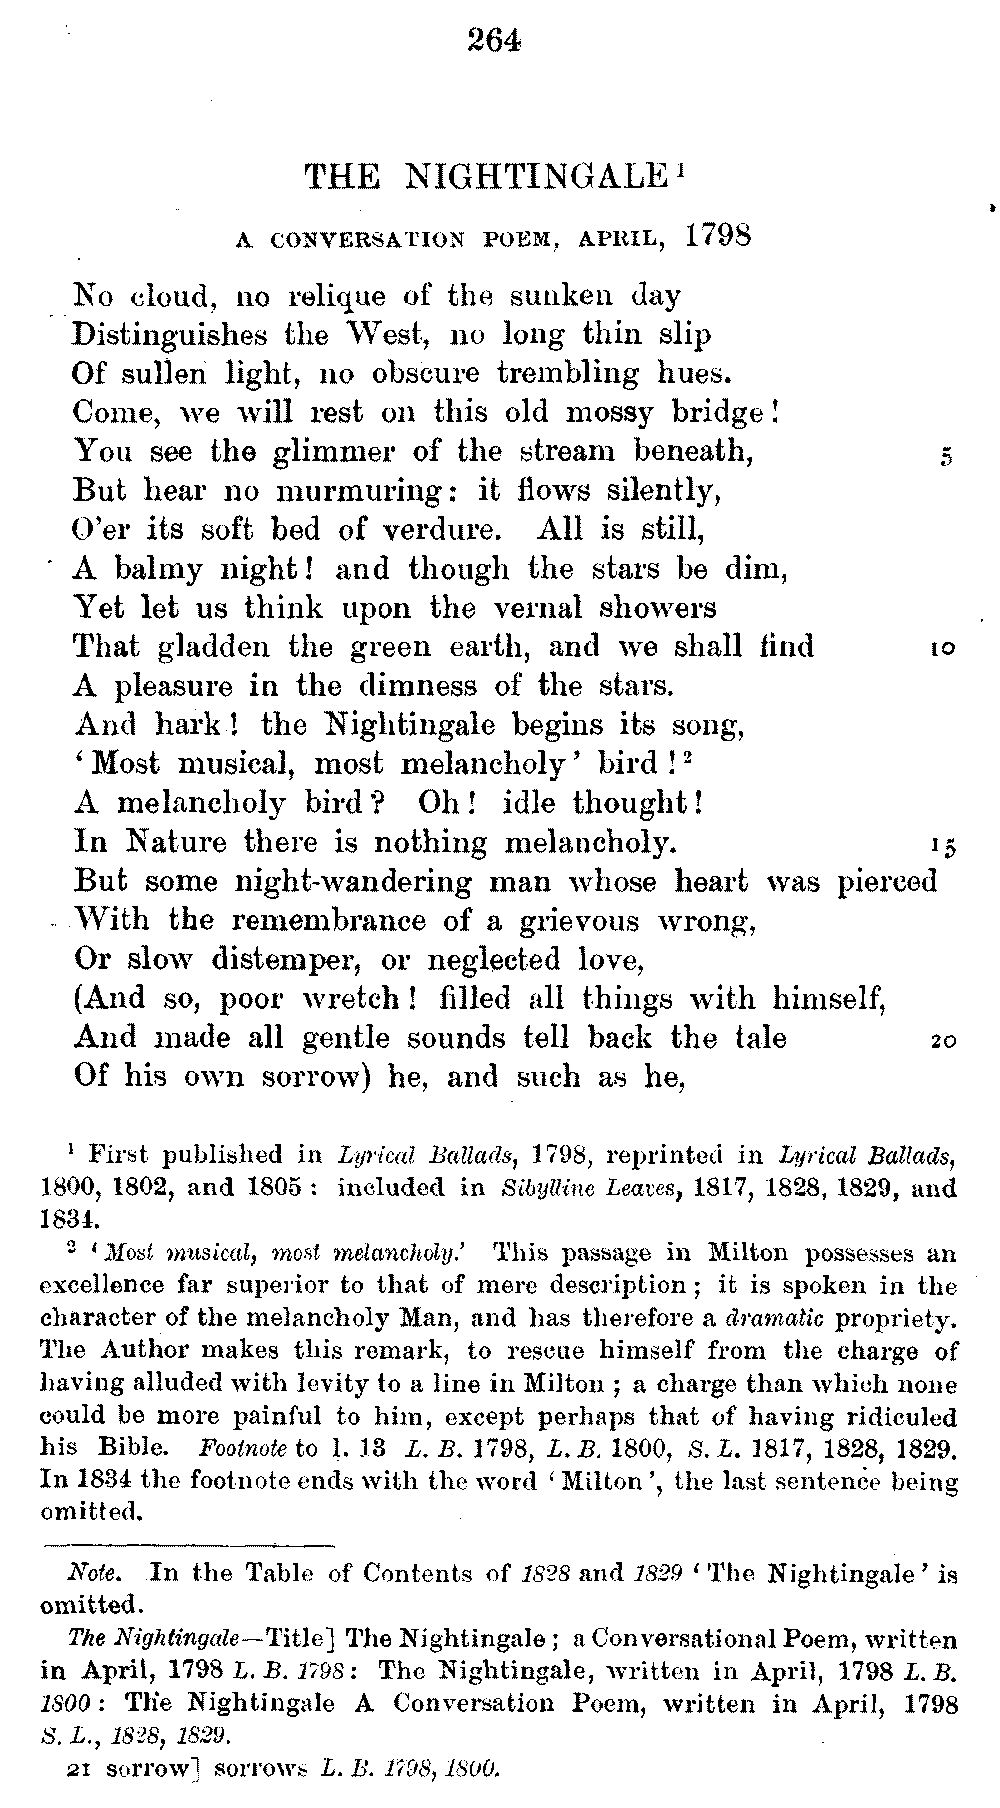 264
THE NIGHTINGALE ¹
A CONVERSATION POEM, APRIL, 1798
No cloud, no relique of the sunken day
Distinguishes the West, no long thin slip
Of sullen light, no obscure trembling hues.
Come, we will rest on this old mossy bridge!
You see the glimmer of the stream beneath, 5
But hear no murmuring: it flows silently,
O'er its soft bed of verdure. All is still,
A balmy night! and though the stars be dim,
Yet let us think upon the vernal showers
That gladden the green earth, and we shall find 10
A pleasure in the dimness of the stars.
And hark! the Nightingale begins its song,
'Most musical, most melancholy' bird!²
A melancholy bird? Oh! idle thought!
In Nature there is nothing melancholy. 15
But some night-wandering man whose heart was pierced
With the remembrance of a grievous wrong,
Or slow distemper, or neglected love,
(And so, poor wretch! filled all things with himself,
And made all gentle sounds tell back the tale 20
Of his own sorrow) he, and such as he,
¹ First published in Lyrical Ballads, 1798, reprinted in Lyrical Ballads,
1800, 1802, and 1805: included in Sibylline Leaves, 1817, 1828, 1829, and
1834.
² 'Most musical, most melancholy.' This passage in Milton possesses an
excellence far superior to that of mere description; it is spoken in the
character of the melancholy Man, and has therefore a dramatic propriety.
The Author makes this remark, to rescue himself from the charge of
having alluded with levity to a line in Milton; a charge than which none
could be more painful to him, except perhaps that of having ridiculed
his Bible. Footnote to l. 13 L. B. 1798, L. B. 1800, S. L. 1817, 1828, 1829.
In 1834 the footnote ends with the word 'Milton', the last sentence being
omitted.
Note. In the Table of Contents of 1828 and 1829 'The Nightingale' is
omitted.
The Nightingale—Title] The Nightingale; a Conversational Poem, written
in April, 1798 L. B. 1798: The Nightingale, written in April, 1798 L. B.
1800: The Nightingale A Conversation Poem, written in April, 1798
S. L., 1828, 1829.
21 sorrow] sorrows L. B. 1798, 1800.